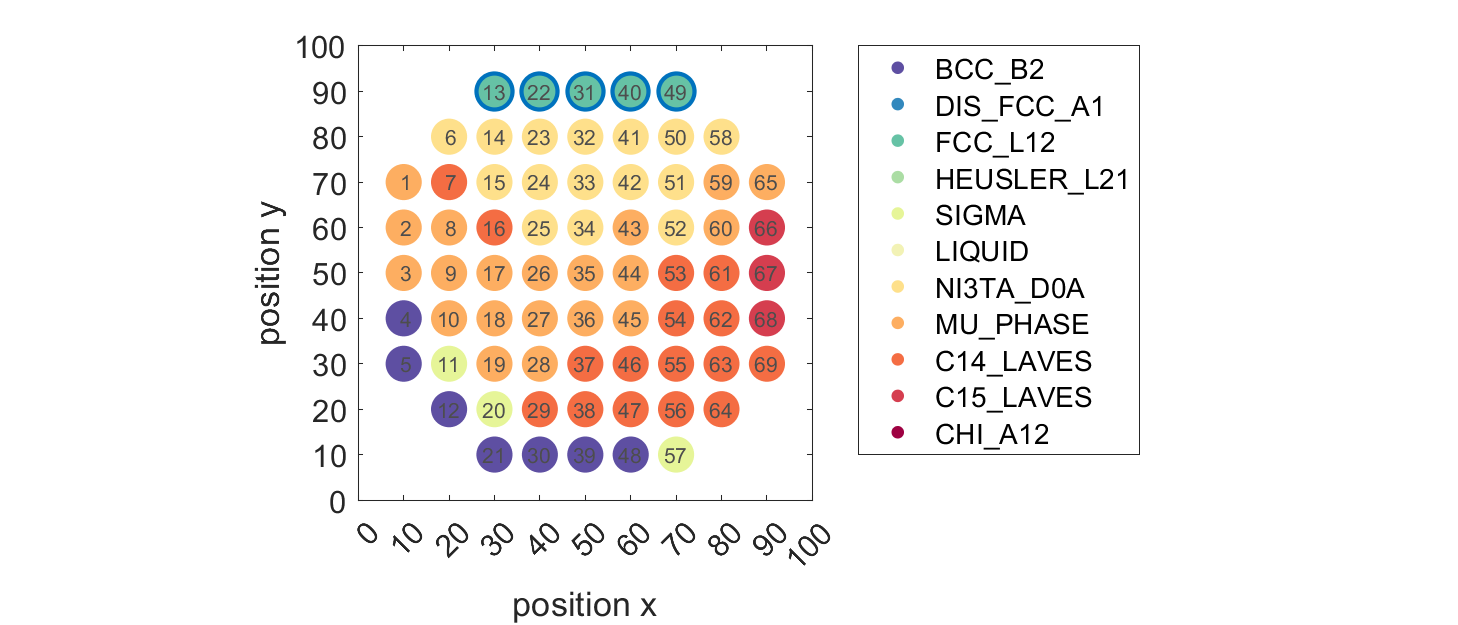 100
90
80
70
60
50
40
30
20
10
0
position y
13 22 31 40 49
6 14 23 32 41 50 58
1 7 15 24 33 42 51 59 65
2 8 16 25 34 43 52 60 66
3 9 17 26 35 44 53 61 67
4 10 18 27 36 45 54 62 68
5 11 19 28 37 46 55 63 69
12 20 29 38 47 56 64
21 30 39 48 57
0 10 20 30 40 50 60 70 80 90 100
position x
BCC_B2
DIS_FCC_A1
FCC_L12
HEUSLER_L21
SIGMA
LIQUID
NI3TA_D0A
MU_PHASE
C14_LAVES
C15_LAVES
CHI_A12